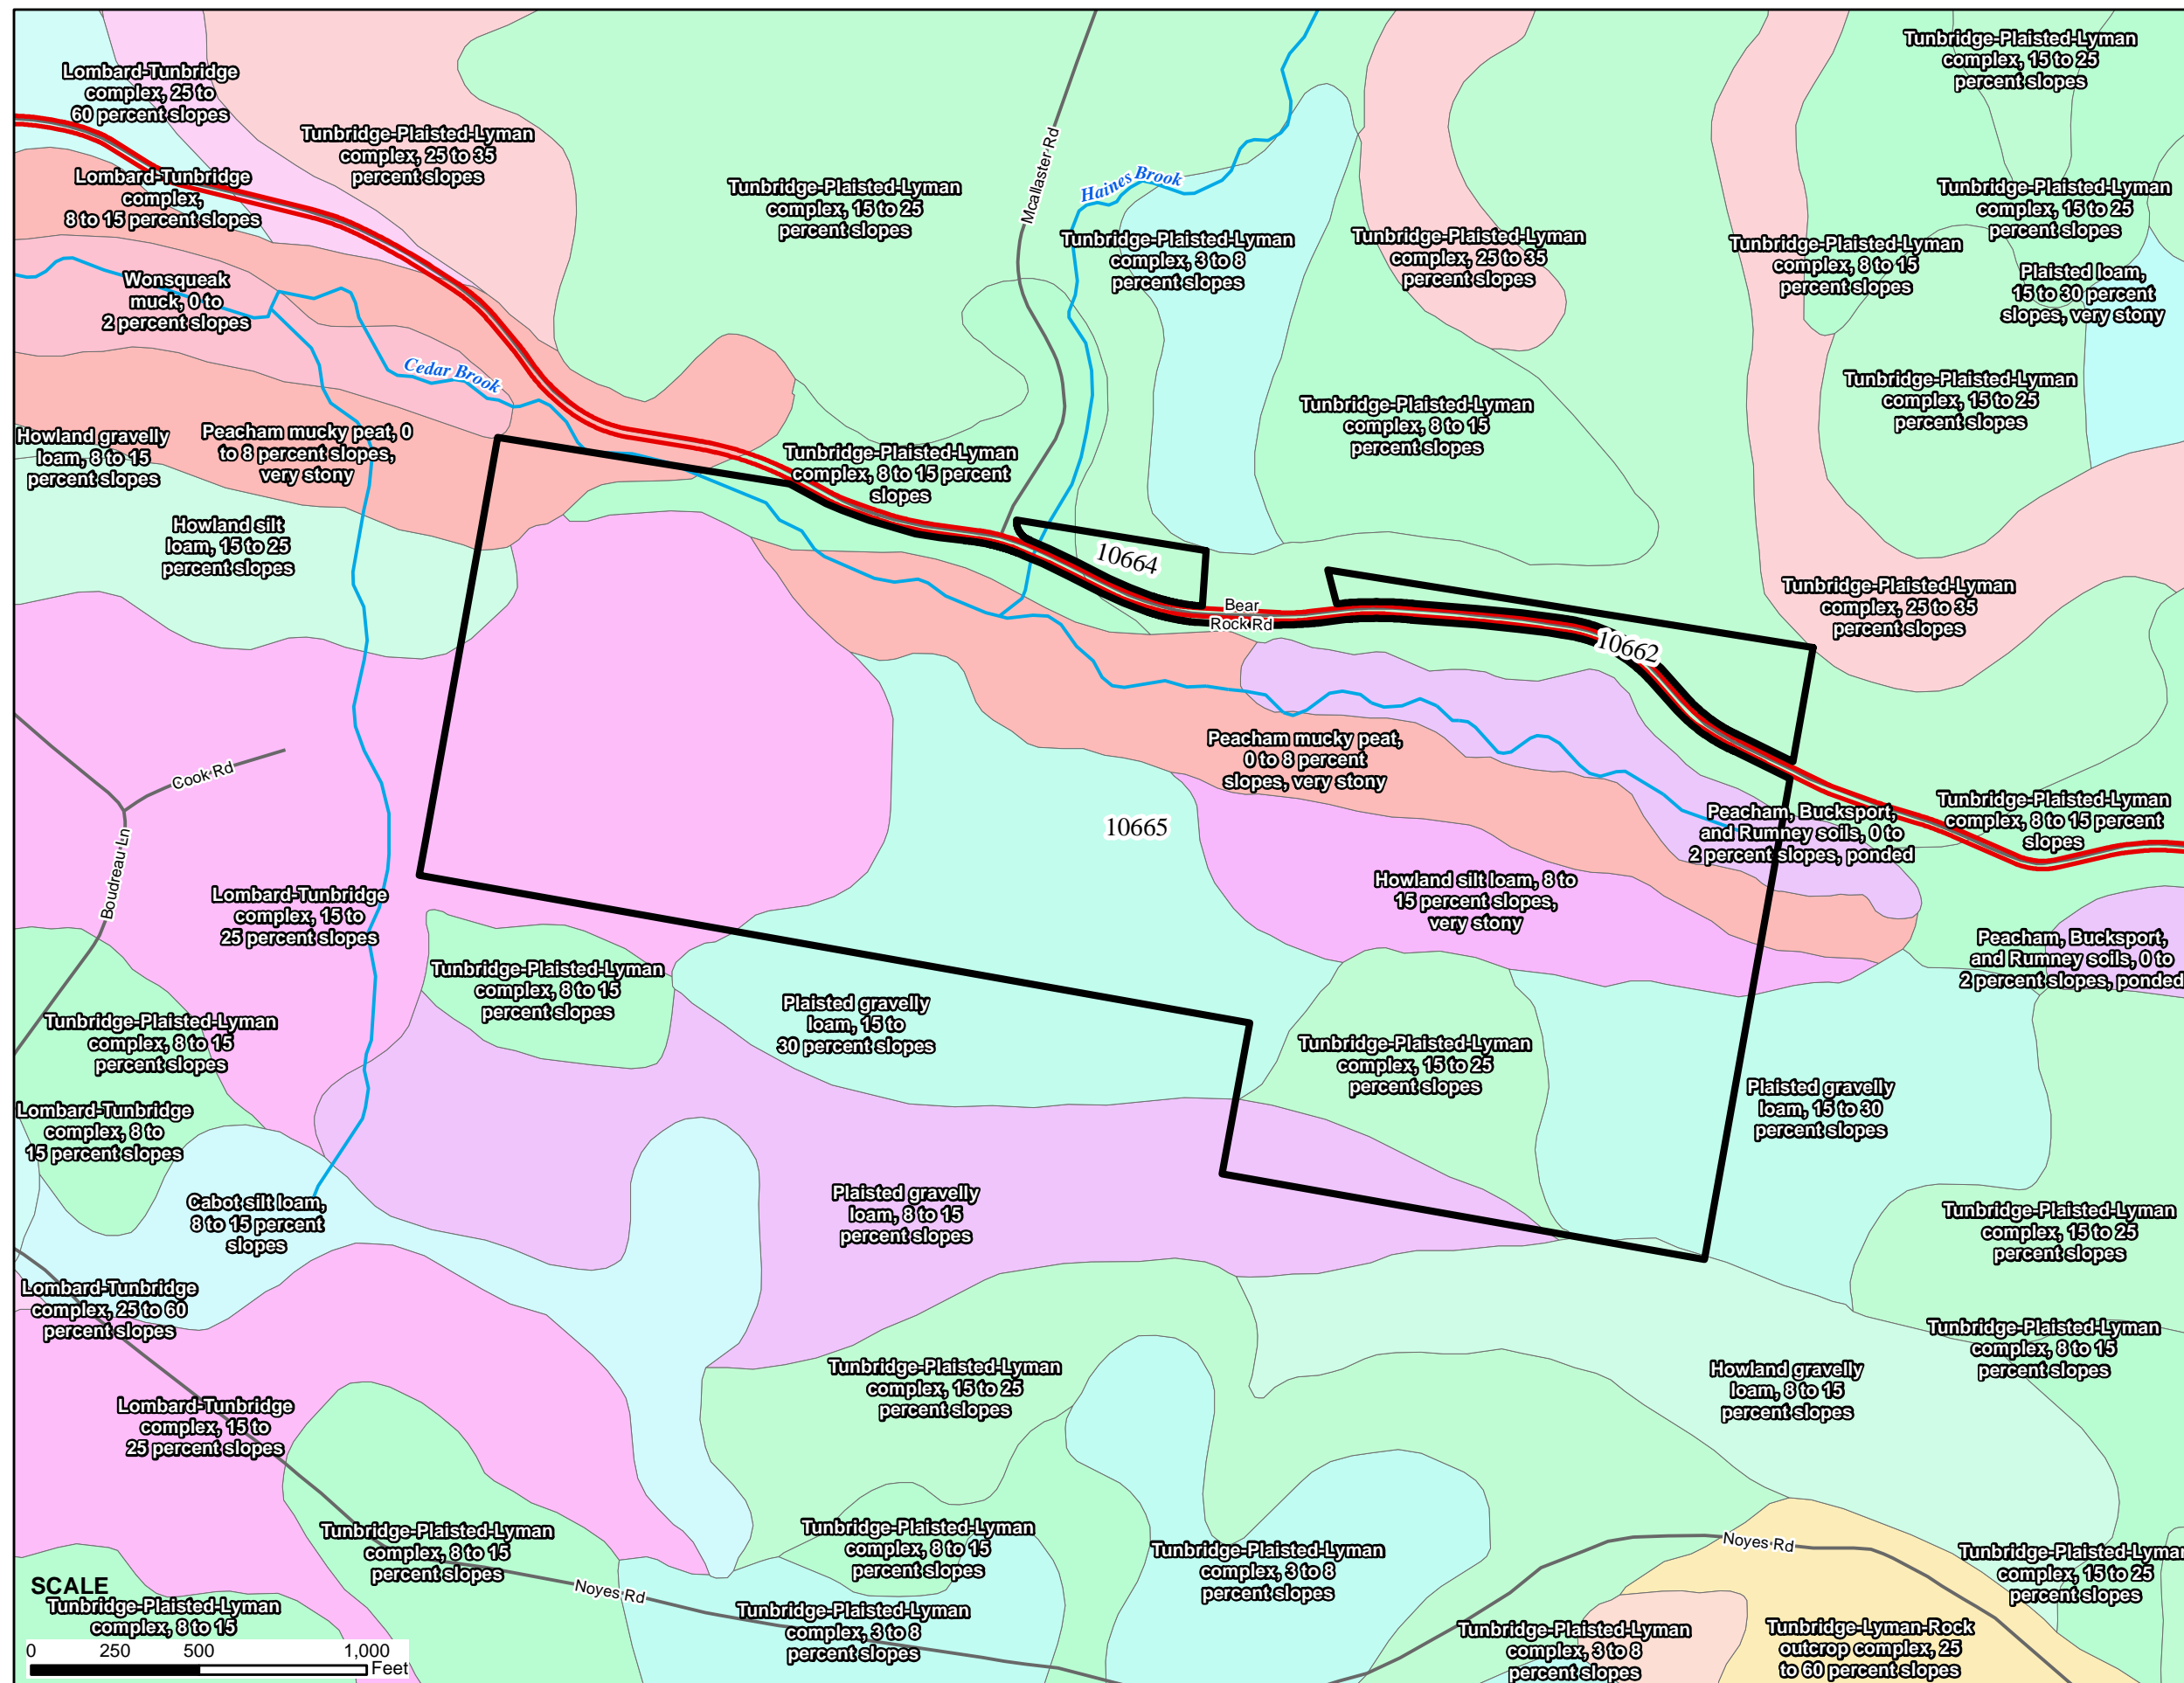 Tunbridge-Plaisted-Lyman
complex, 15 to 25
percent slopes
Lombard-Tunbridge
complex, 25 to
60 percent slopes
Tunbridge-Plaisted-Lyman
complex, 25 to 35
percent slopes
Lombard-Tunbridge
complex,
8 to 15 percent slopes
Tunbridge-Plaisted-Lyman
complex, 15 to 25
percent slopes
Mcallaster Rd
Haines Brook
Tunbridge-Plaisted-Lyman
complex, 3 to 8
percent slopes
Tunbridge-Plaisted-Lyman
complex, 25 to 35
percent slopes
Tunbridge-Plaisted-Lyman
complex, 8 to 15
percent slopes
Tunbridge-Plaisted-Lyman
complex, 15 to 25
percent slopes
Plaisted loam,
15 to 30 percent
slopes, very stony
Wonsqueak
muck, 0 to
2 percent slopes
Cedar Brook
Tunbridge-Plaisted-Lyman
complex, 15 to 25
percent slopes
Tunbridge-Plaisted-Lyman
complex, 8 to 15
percent slopes
Howland gravelly
loam, 8 to 15
percent slopes
Peacham mucky peat, 0
to 8 percent slopes,
very stony
Tunbridge-Plaisted-Lyman
complex, 8 to 15 percent
slopes
Howland silt
loam, 15 to 25
percent slopes
10664
Bear
Rock Rd
10662
Tunbridge-Plaisted-Lyman
complex, 25 to 35
percent slopes
Cook Rd
Boudreau Ln
Peacham mucky peat,
0 to 8 percent
slopes, very stony
10665
Peacham, Bucksport,
and Rumney soils, 0 to
2 percent slopes, ponded
Tunbridge-Plaisted-Lyman
complex, 8 to 15 percent
slopes
Howland silt loam, 8 to
15 percent slopes,
very stony
Lombard-Tunbridge
complex, 15 to
25 percent slopes
Peacham, Bucksport,
and Rumney soils, 0 to
2 percent slopes, ponded
Tunbridge-Plaisted-Lyman
complex, 8 to 15
percent slopes
Plaisted gravelly
loam, 15 to
30 percent slopes
Tunbridge-Plaisted-Lyman
complex, 8 to 15
percent slopes
Tunbridge-Plaisted-Lyman
complex, 15 to 25
percent slopes
Plaisted gravelly
loam, 15 to 30
percent slopes
Lombard-Tunbridge
complex, 8 to
15 percent slopes
Cabot silt loam,
8 to 15 percent
slopes
Plaisted gravelly
loam, 8 to 15
percent slopes
Tunbridge-Plaisted-Lyman
complex, 15 to 25
percent slopes
Lombard-Tunbridge
complex, 25 to 60
percent slopes
Tunbridge-Plaisted-Lyman
complex, 8 to 15
percent slopes
Tunbridge-Plaisted-Lyman
complex, 15 to 25
percent slopes
Howland gravelly
loam, 8 to 15
percent slopes
Lombard-Tunbridge
complex, 15 to
25 percent slopes
Tunbridge-Plaisted-Lyman
complex, 8 to 15
percent slopes
Noyes Rd
Tunbridge-Plaisted-Lyman
complex, 8 to 15
percent slopes
Tunbridge-Plaisted-Lyman
complex, 3 to 8
percent slopes
Noyes Rd
Tunbridge-Plaisted-Lyman
complex, 15 to 25
percent slopes
Tunbridge-Plaisted-Lyman
complex, 3 to 8
percent slopes
Tunbridge-Plaisted-Lyman
complex, 3 to 8
percent slopes
Tunbridge-Lyman-Rock
outcrop complex, 25
to 60 percent slopes
SCALE
Tunbridge-Plaisted-Lyman
complex, 8 to 15
0 250 500 1,000
Feet